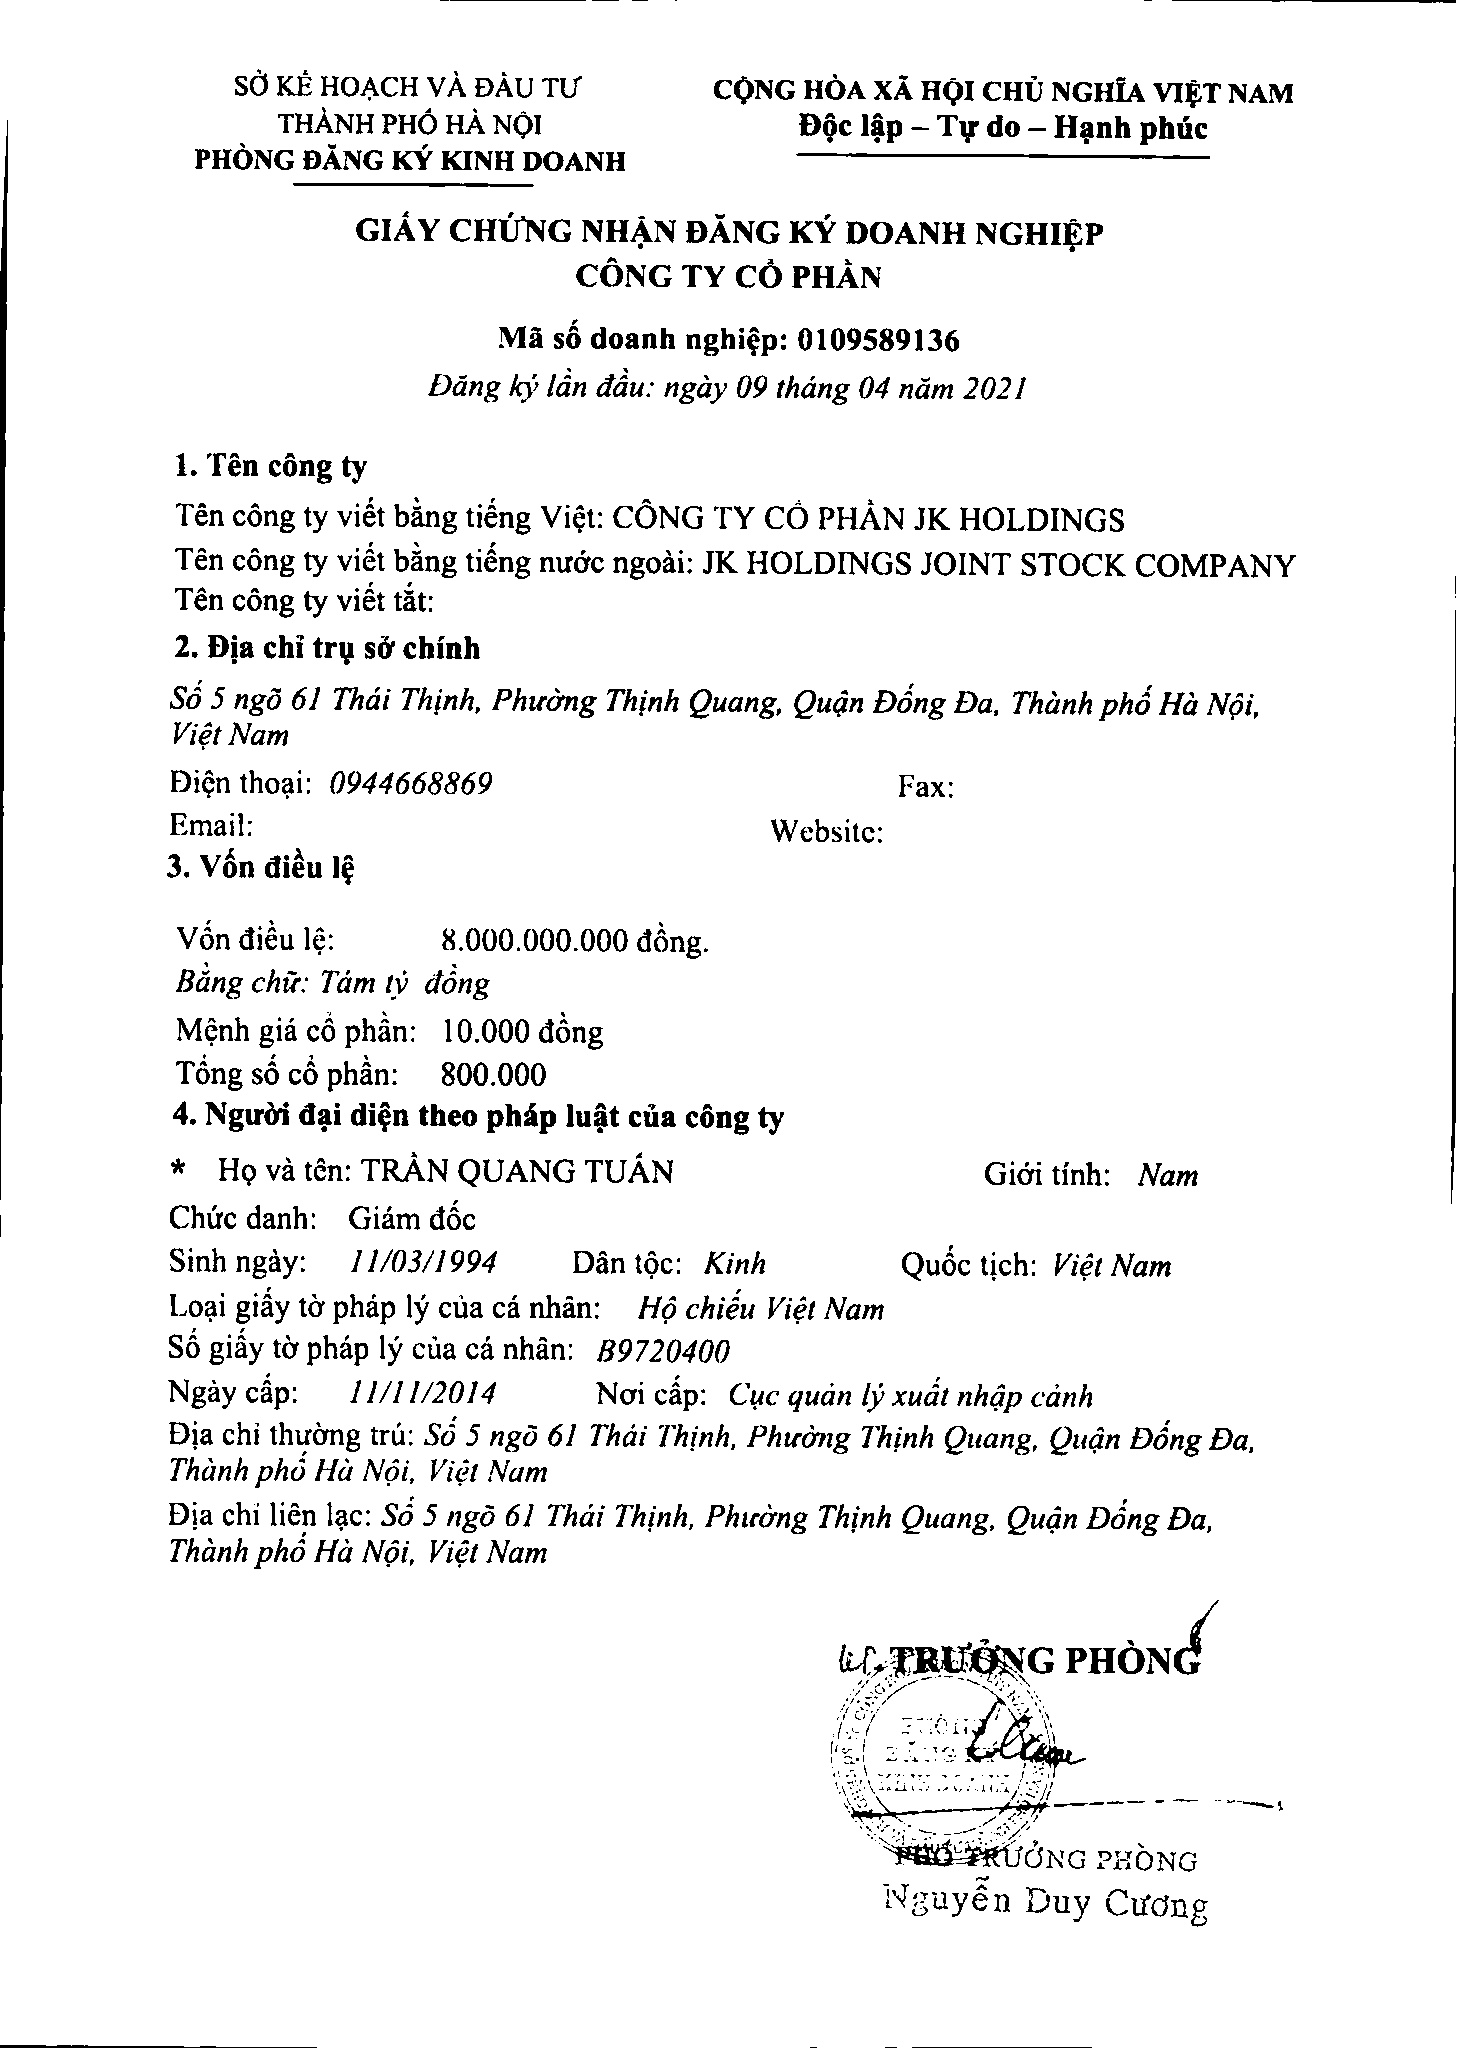 SỞ KẾ HOẠCH VÀ ĐẦU TƯ
THÀNH PHỐ HÀ NỘI
PHÒNG ĐĂNG KÝ KINH DOANH
CỘNG HÒA XÃ HỘI CHỦ NGHĨA VIỆT NAM
Độc lập – Tự do – Hạnh phúc
GIẤY CHỨNG NHẬN ĐĂNG KÝ DOANH NGHIỆP
CÔNG TY CỔ PHẦN
Mã số doanh nghiệp: 0109589136
Đăng ký lần đầu: ngày 09 tháng 04 năm 2021
1. Tên công ty
Tên công ty viết bằng tiếng Việt: CÔNG TY CỔ PHẦN JK HOLDINGS
Tên công ty viết bằng tiếng nước ngoài: JK HOLDINGS JOINT STOCK COMPANY
Tên công ty viết tắt:
2. Địa chỉ trụ sở chính
Số 5 ngõ 61 Thái Thịnh, Phường Thịnh Quang, Quận Đống Đa, Thành phố Hà Nội,
Việt Nam
Điện thoại: 0944668869 Fax:
Email: Website:
3. Vốn điều lệ
Vốn điều lệ: 8.000.000.000 đồng.
Bằng chữ: Tám tỷ đồng
Mệnh giá cổ phần: 10.000 đồng
Tổng số cổ phần: 800.000
4. Người đại diện theo pháp luật của công ty
* Họ và tên: TRẦN QUANG TUẤN Giới tính: Nam
Chức danh: Giám đốc
Sinh ngày: 11/03/1994 Dân tộc: Kinh Quốc tịch: Việt Nam
Loại giấy tờ pháp lý của cá nhân: Hộ chiếu Việt Nam
Số giấy tờ pháp lý của cá nhân: B9720400
Ngày cấp: 11/11/2014 Nơi cấp: Cục quản lý xuất nhập cảnh
Địa chỉ thường trú: Số 5 ngõ 61 Thái Thịnh, Phường Thịnh Quang, Quận Đống Đa,
Thành phố Hà Nội, Việt Nam
Địa chỉ liên lạc: Số 5 ngõ 61 Thái Thịnh, Phường Thịnh Quang, Quận Đống Đa,
Thành phố Hà Nội, Việt Nam
TRƯỞNG PHÒNG
PHÒNG
ĐĂNG KÝ
KINH DOANH
PHÓ TRƯỞNG PHÒNG
Nguyễn Duy Cương